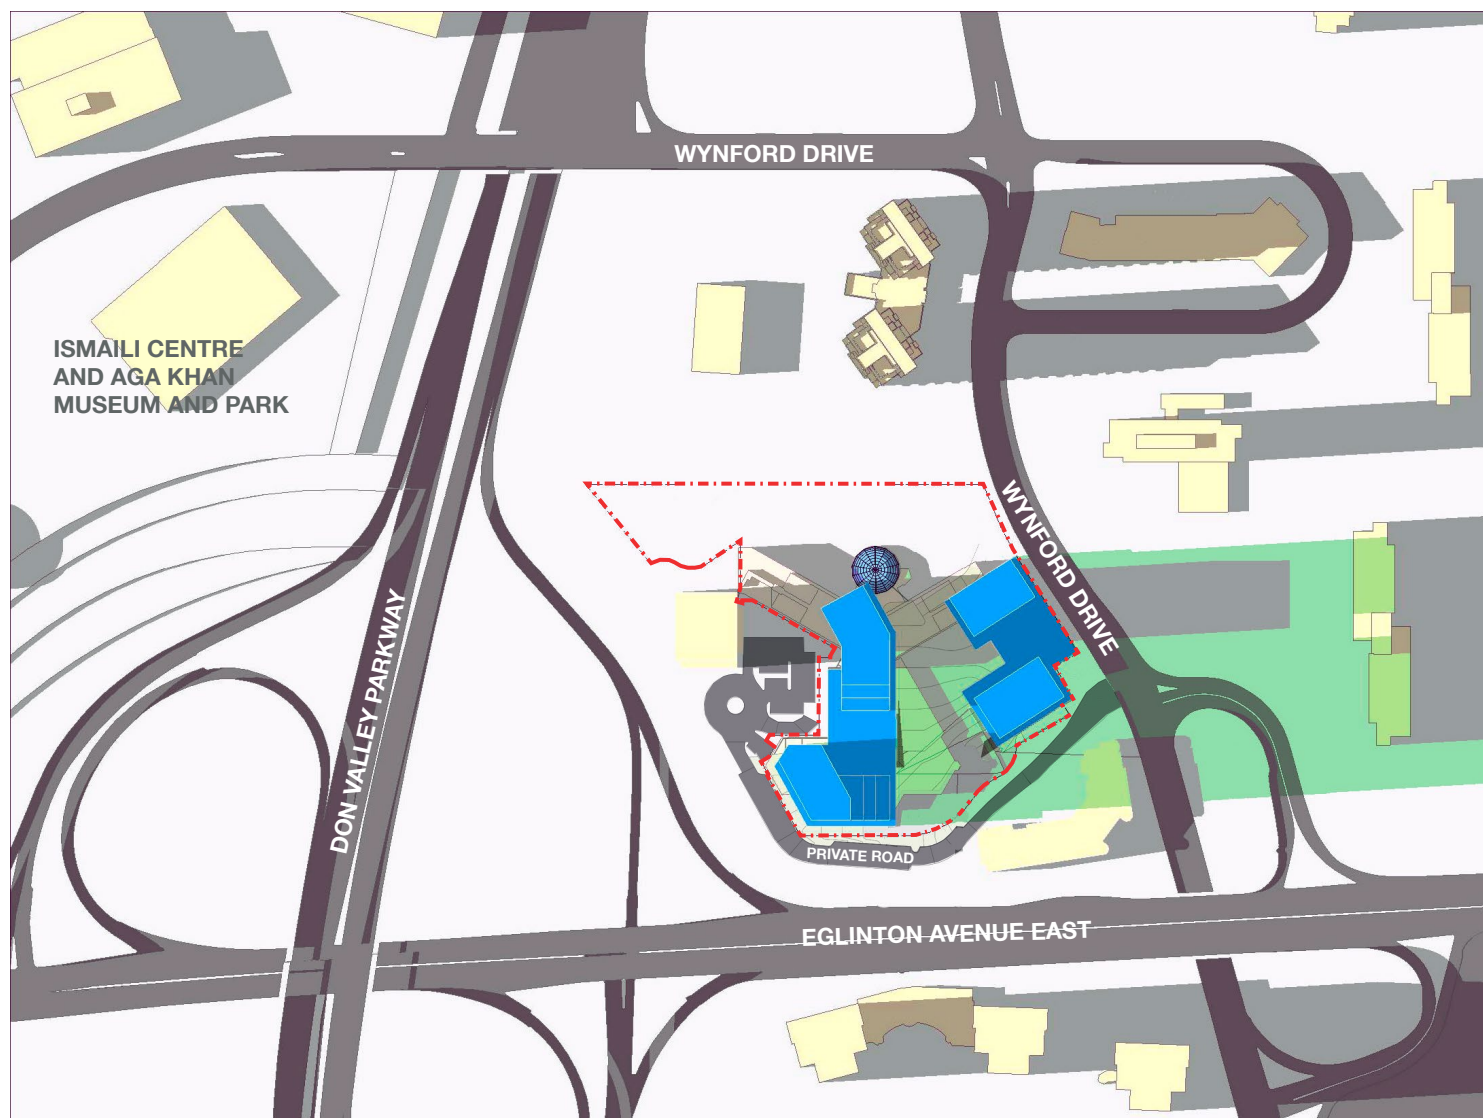 WYNFORD DRIVE
ISMAILI CENTRE
AND AGA KHAN
MUSEUM AND PARK
WYNFORD DRIVE
DON VALLEY PARKWAY
PRIVATE ROAD
EGLINTON AVENUE EAST